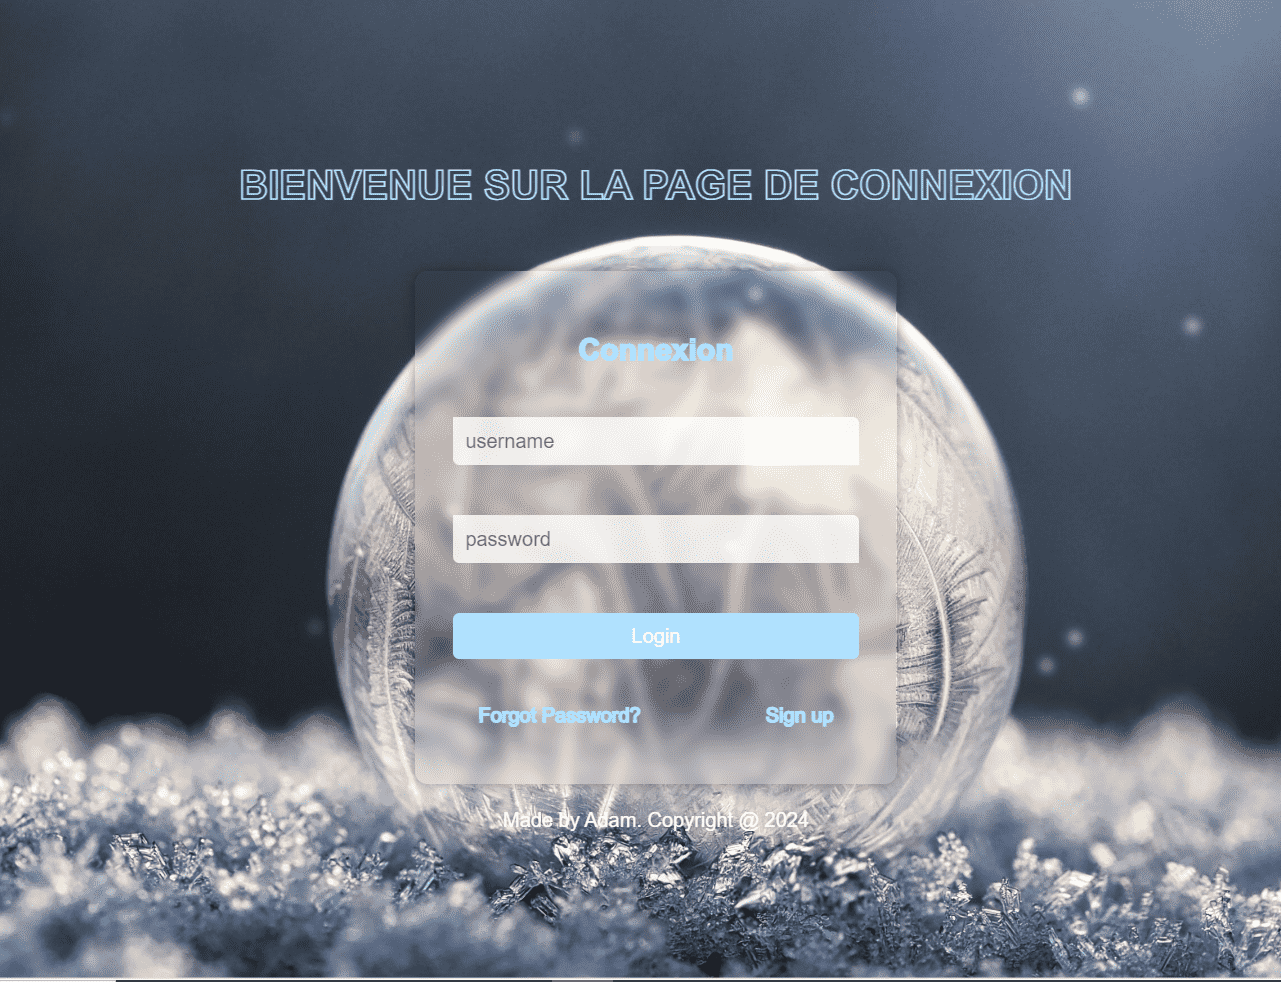 BIENVENUE SUR LA PAGE DE CONNEXION
Connexion
username
password
Login
Forgot Password? Sign up
Made by Adam. Copyright @ 2024